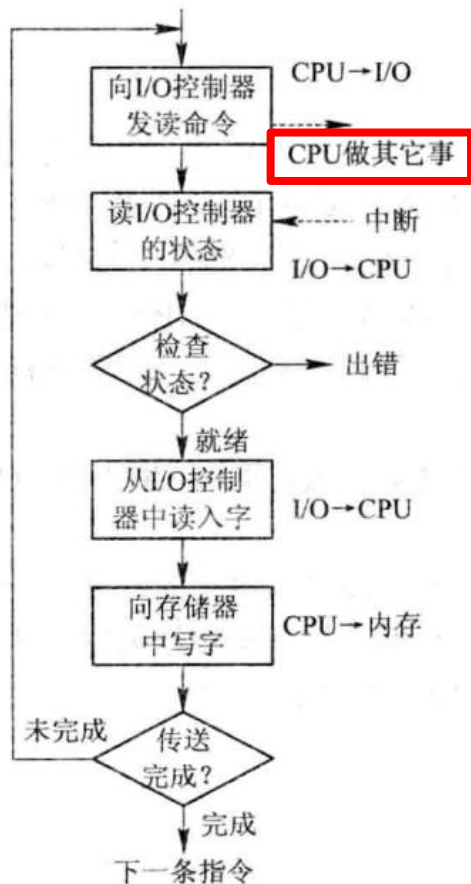 向I/O控制器
发读命令
CPU→I/O
CPU做其它事
读I/O控制器
的状态
中断
I/O→CPU
检查
状态？
出错
就绪
从I/O控制
器中读入字
I/O→CPU
向存储器
中写字
CPU→内存
未完成
传送
完成？
完成
下一条指令